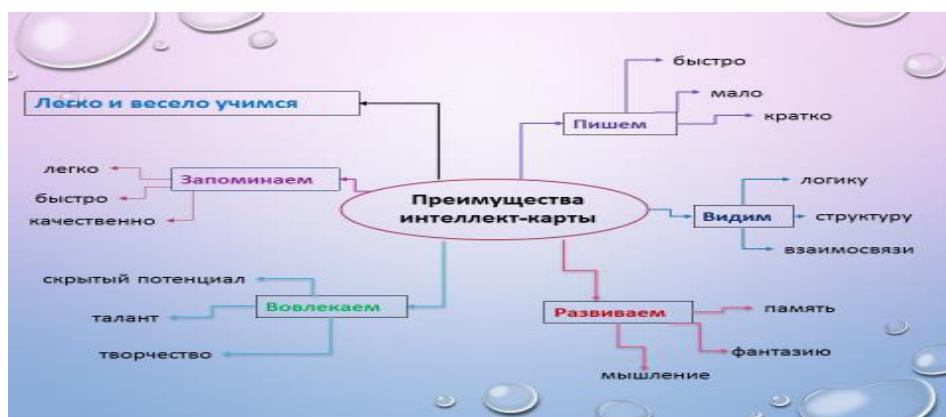 быстро
мало
Легко и весело учимся
кратко
Пишем
легко
Запоминаем
логику
быстро
Преимущества
интеллект-карты
Видим
структуру
качественно
взаимосвязи
скрытый потенциал
Вовлекаем
талант
Развиваем
память
творчество
фантазию
мышление